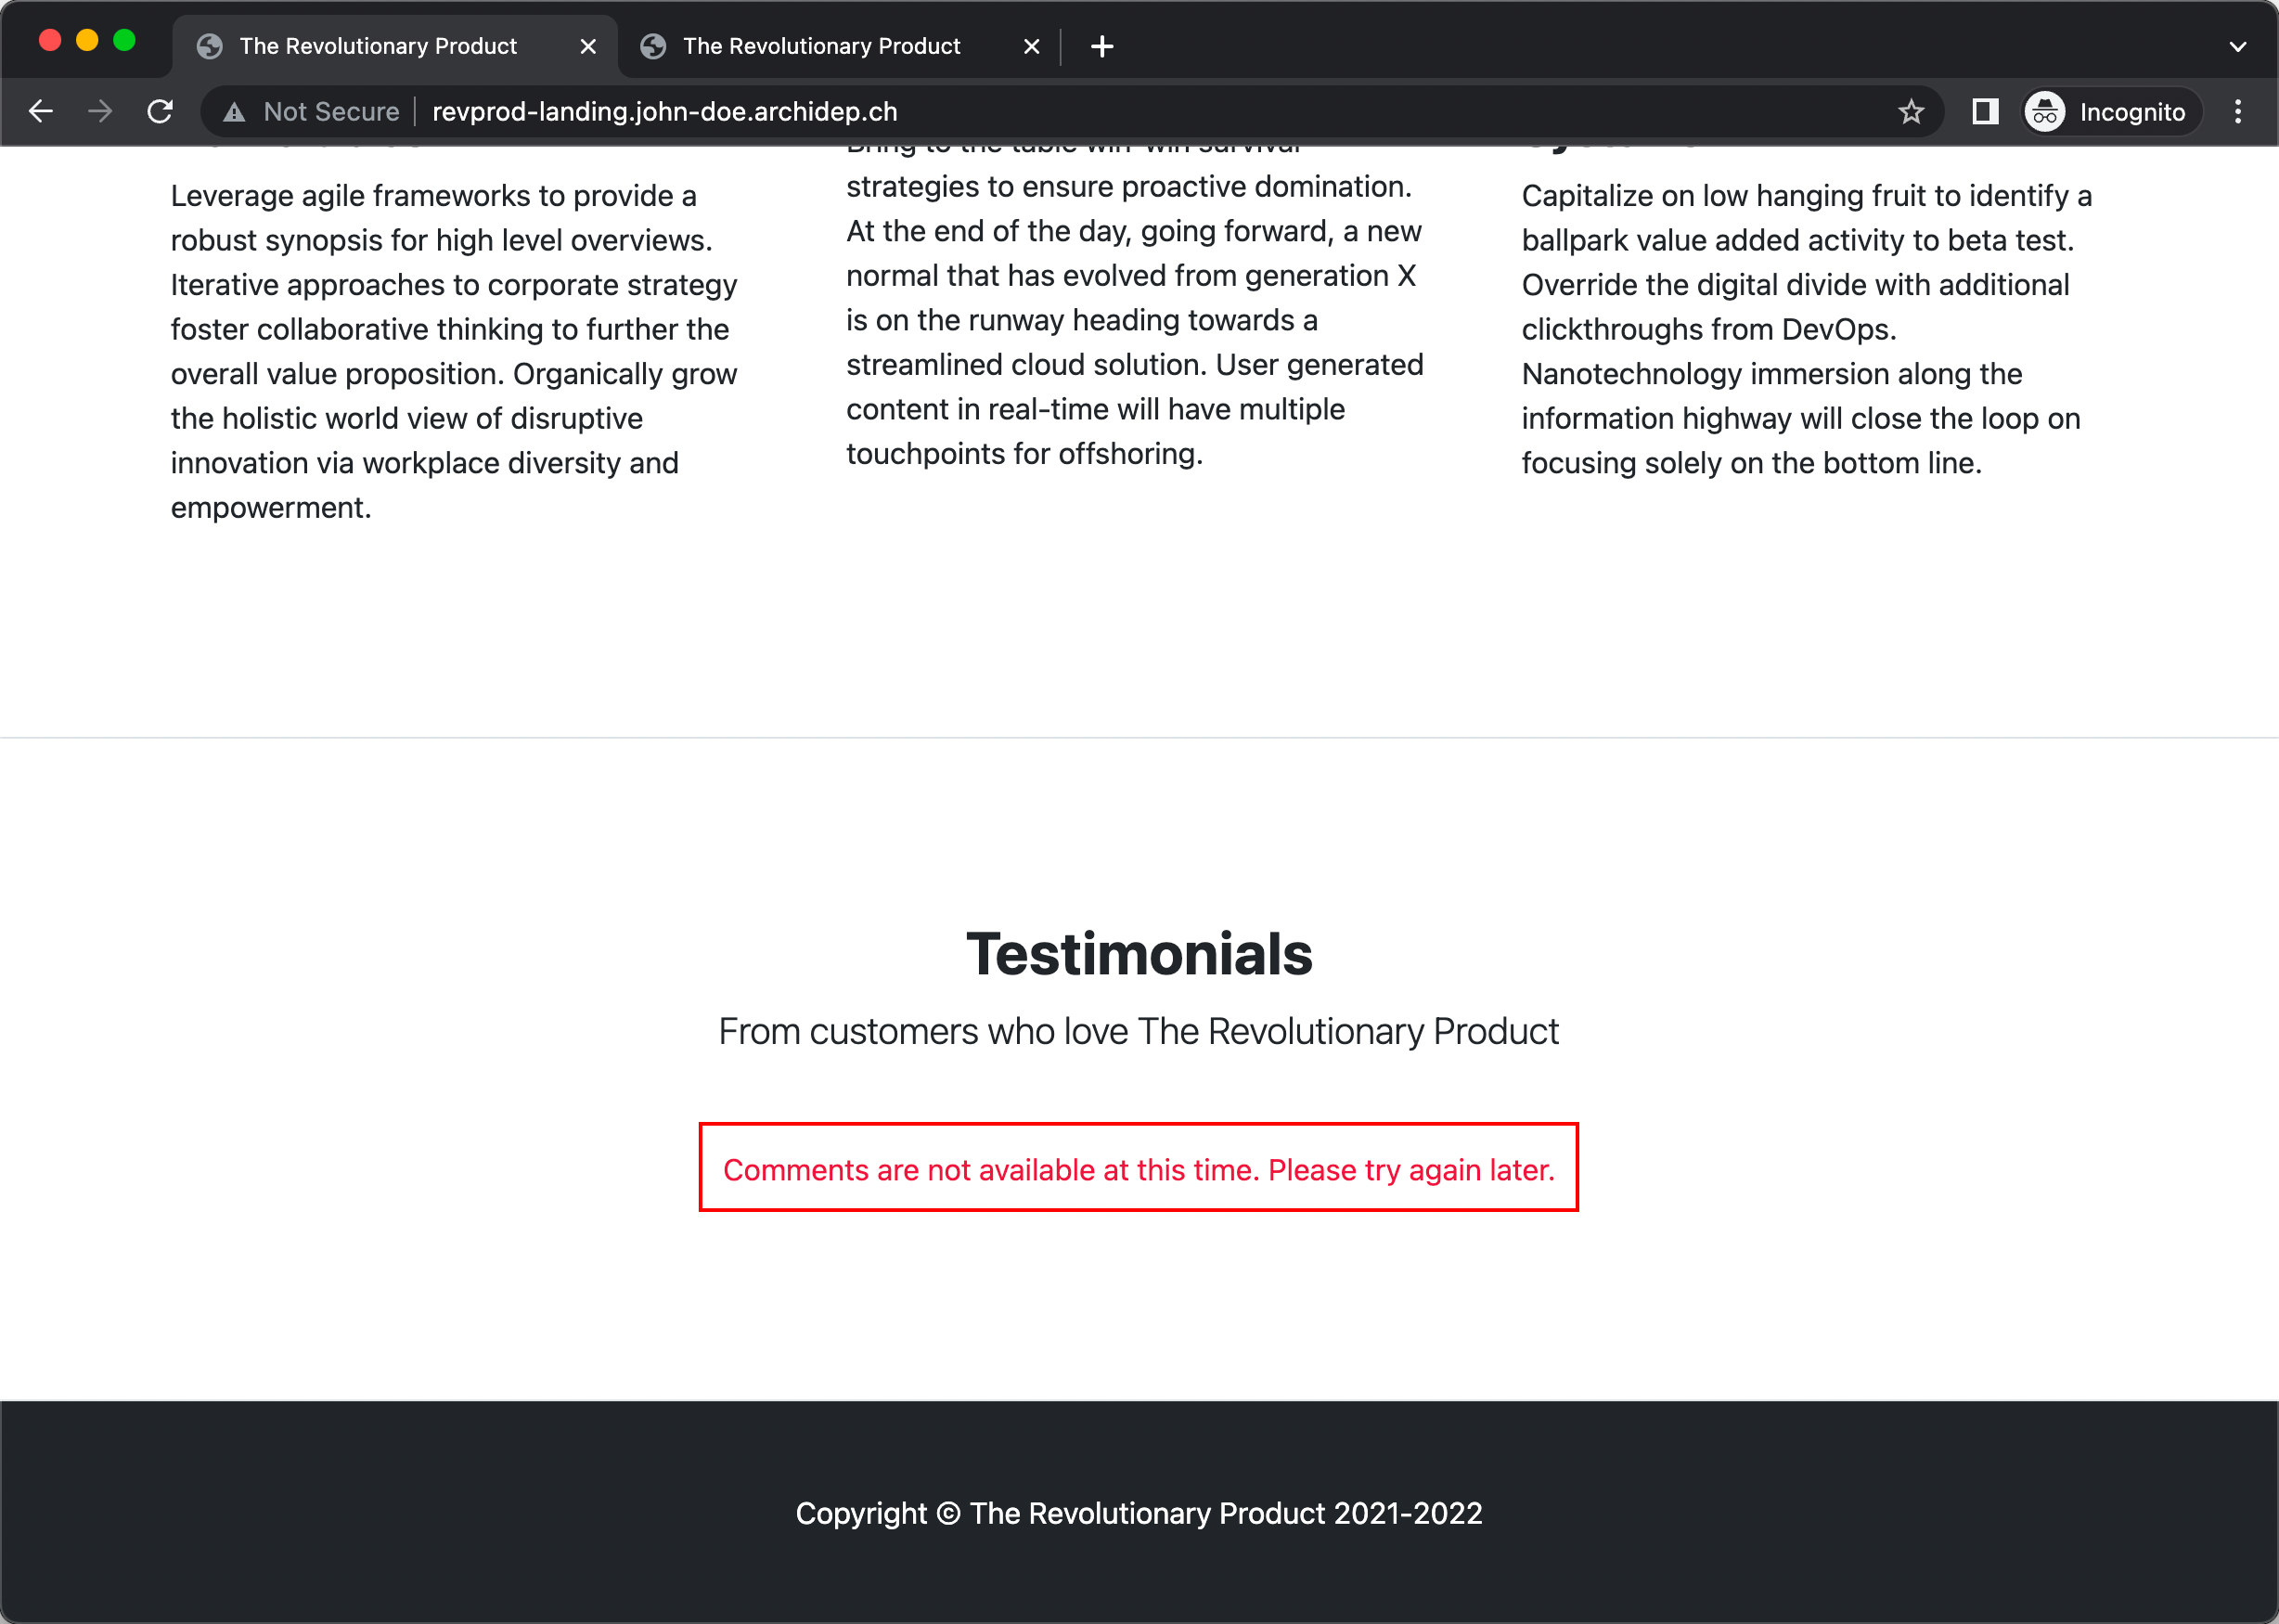 The Revolutionary Product
The Revolutionary Product
Not Secure
revprod-landing.john-doe.archidep.ch
Incognito
Leverage agile frameworks to provide a
robust synopsis for high level overviews.
Iterative approaches to corporate strategy
foster collaborative thinking to further the
overall value proposition. Organically grow
the holistic world view of disruptive
innovation via workplace diversity and
empowerment.
Bring to the table win-win survival
strategies to ensure proactive domination.
At the end of the day, going forward, a new
normal that has evolved from generation X
is on the runway heading towards a
streamlined cloud solution. User generated
content in real-time will have multiple
touchpoints for offshoring.
Capitalize on low hanging fruit to identify a
ballpark value added activity to beta test.
Override the digital divide with additional
clickthroughs from DevOps.
Nanotechnology immersion along the
information highway will close the loop on
focusing solely on the bottom line.
Testimonials
From customers who love The Revolutionary Product
Comments are not available at this time. Please try again later.
Copyright © The Revolutionary Product 2021-2022